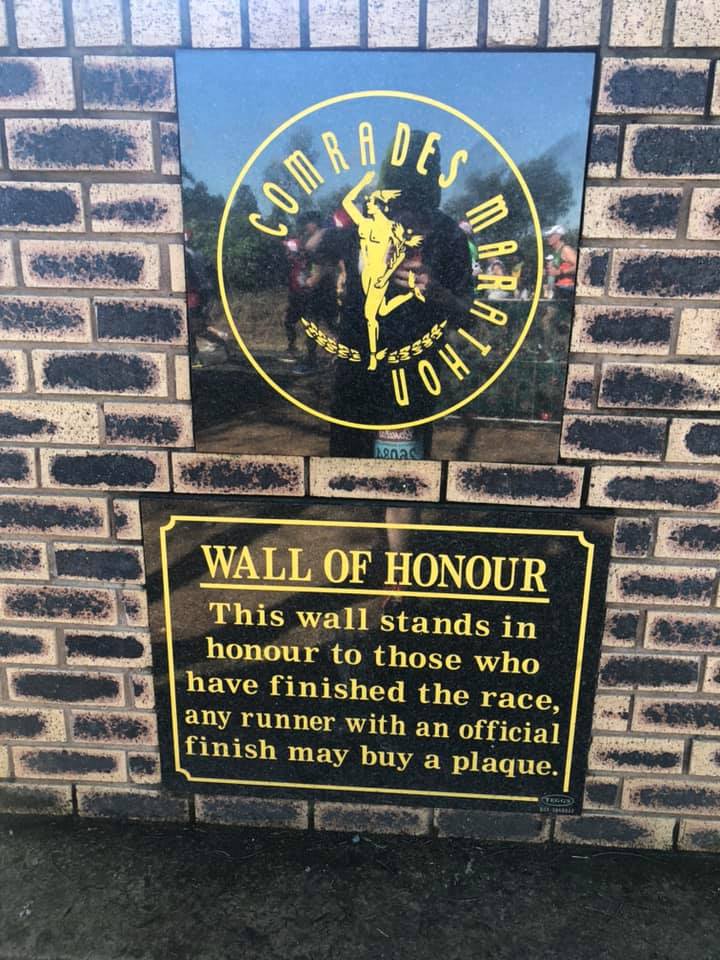 COMRADES MARATHON
WALL OF HONOUR
This wall stands in
honour to those who
have finished the race,
any runner with an official
finish may buy a plaque.
TEGGS